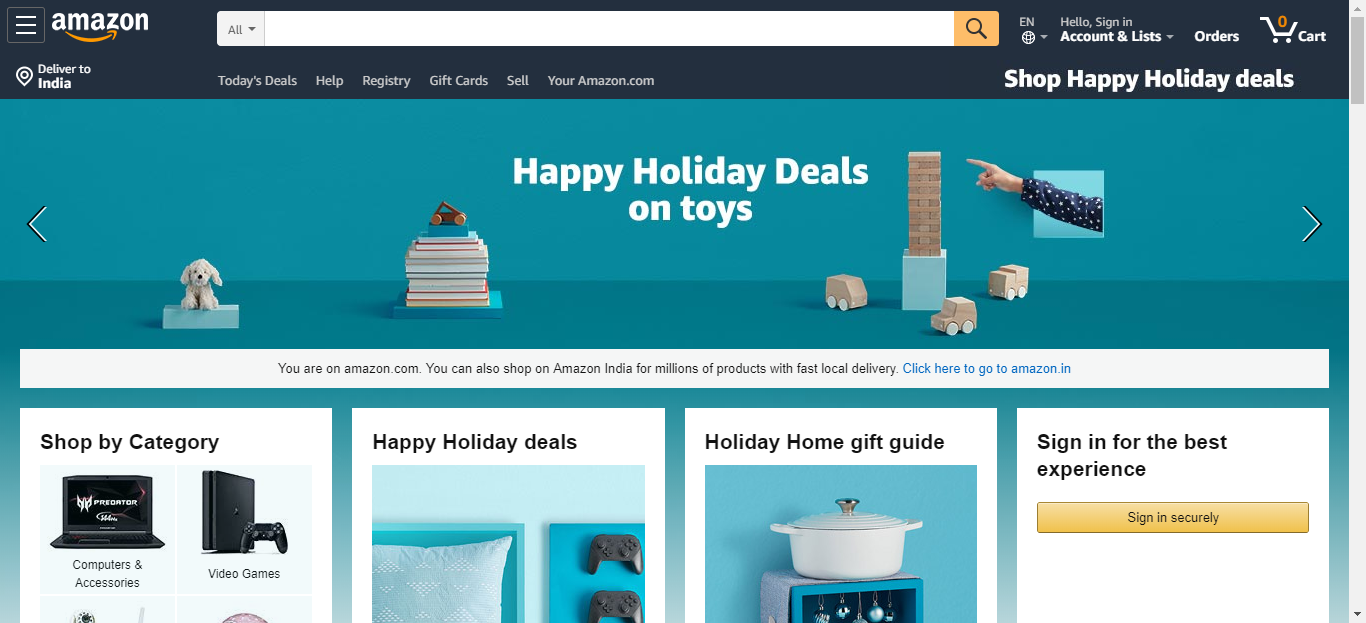 amazon
All
EN
Hello, Sign in
Account & Lists
Orders
0
Cart
Deliver to
India
Today's Deals Help Registry Gift Cards Sell Your Amazon.com
Shop Happy Holiday deals
Happy Holiday Deals
on toys
You are on amazon.com. You can also shop on Amazon India for millions of products with fast local delivery. Click here to go to amazon.in
Shop by Category
PREDATOR
144Hz
Computers &
Accessories
Video Games
Happy Holiday deals
Holiday Home gift guide
Sign in for the best
experience
Sign in securely